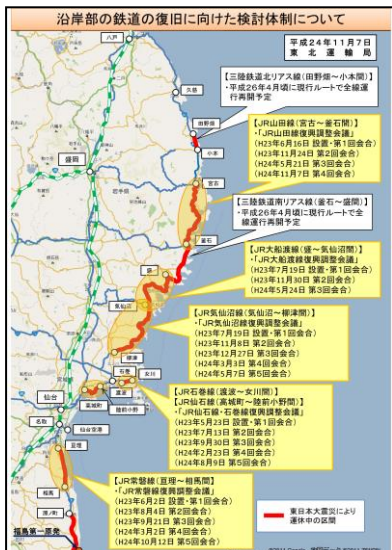 沿岸部の鉄道の復旧に向けた検討体制について
平成24年11月7日
東北運輸局
八戸
【三陸鉄道北リアス線(田野畑～小本間)】
・平成26年4月頃に現行ルートで全線運行再開予定
久慈
田野畑
小本
【JR山田線(宮古～釜石間)】
・「JR山田線復興調整会議」
(H23年6月16日 設置・第1回会合)
(H23年11月24日 第2回会合)
(H24年5月21日 第3回会合)
(H24年11月7日 第4回会合)
盛岡
岩手県
宮古
【三陸鉄道南リアス線(釜石～盛間)】
・平成26年4月頃に現行ルートで全線運行再開予定
釜石
【JR大船渡線(盛～気仙沼間)】
・「JR大船渡線復興調整会議」
(H23年7月19日 設置・第1回会合)
(H23年11月30日 第2回会合)
(H24年5月24日 第3回会合)
盛
気仙沼
【JR気仙沼線(気仙沼～柳津間)】
・「JR気仙沼線復興調整会議」
(H23年7月19日 設置・第1回会合)
(H23年11月8日 第2回会合)
(H23年12月27日 第3回会合)
(H24年3月3日 第4回会合)
(H24年5月7日 第5回会合)
柳津
石巻
女川
渡波
仙台
高城町
陸前小野
【JR石巻線(渡波～女川間)】
【JR仙石線(高城町～陸前小野間)】
・「JR仙石線・石巻線復興調整会議」
(H23年5月23日 設置・第1回会合)
(H23年7月13日 第2回会合)
(H23年9月30日 第3回会合)
(H24年2月23日 第4回会合)
(H24年8月9日 第5回会合)
名取
仙台空港
亘理
相馬
原ノ町
福島第一原発
【JR常磐線(亘理～相馬間)】
・「JR常磐線復興調整会議」
(H23年6月2日 設置・第1回会合)
(H23年8月4日 第2回会合)
(H23年9月21日 第3回会合)
(H24年3月2日 第4回会合)
(H24年10月12日 第5回会合)
東日本大震災により
運休中の区間